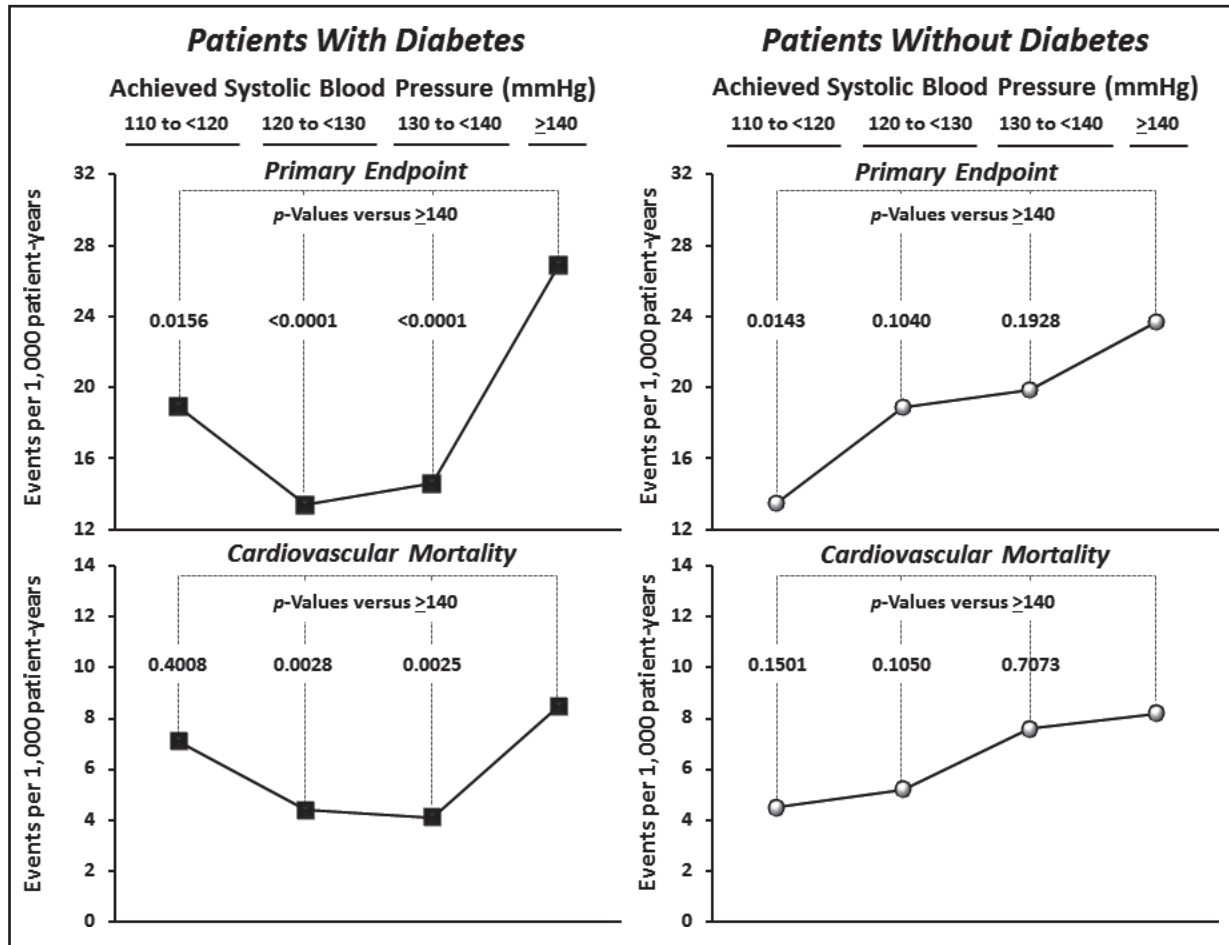 Patients With Diabetes
Achieved Systolic Blood Pressure (mmHg)
110 to <120 120 to <130 130 to <140 ≥140
Primary Endpoint
p-Values versus ≥140
0.0156 <0.0001 <0.0001
Events per 1,000 patient-years
32
28
24
20
16
12
Cardiovascular Mortality
p-Values versus ≥140
0.4008 0.0028 0.0025
Events per 1,000 patient-years
14
12
10
8
6
4
2
0
Patients Without Diabetes
Achieved Systolic Blood Pressure (mmHg)
110 to <120 120 to <130 130 to <140 ≥140
Primary Endpoint
p-Values versus ≥140
0.0143 0.1040 0.1928
Events per 1,000 patient-years
32
28
24
20
16
12
Cardiovascular Mortality
p-Values versus ≥140
0.1501 0.1050 0.7073
Events per 1,000 patient-years
14
12
10
8
6
4
2
0